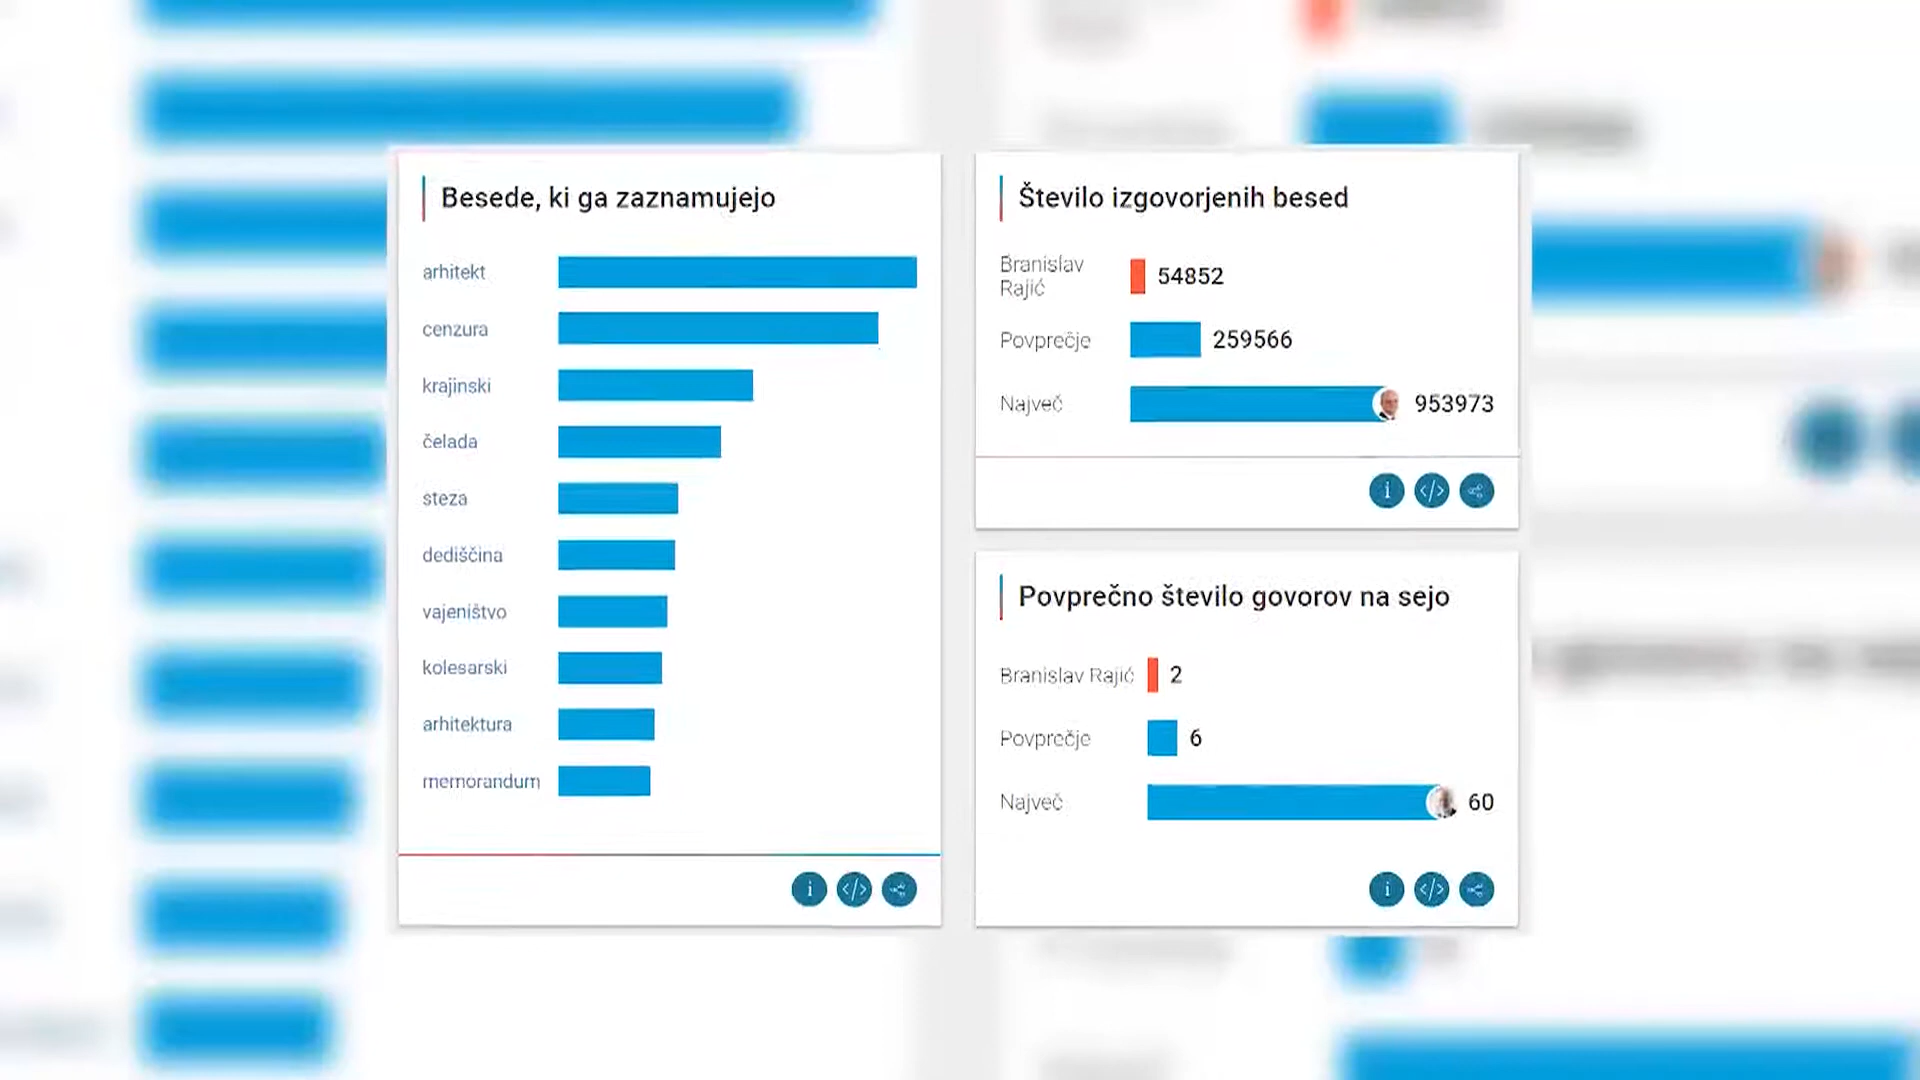 Besede, ki ga zaznamujejo
arhitekt
cenzura
krajinski
čelada
steza
dediščina
vajeništvo
kolesarski
arhitektura
memorandum
Število izgovorjenih besed
Branislav
Rajić
54852
Povprečje 259566
Največ 953973
Povprečno število govorov na sejo
Branislav Rajić 2
Povprečje 6
Največ 60